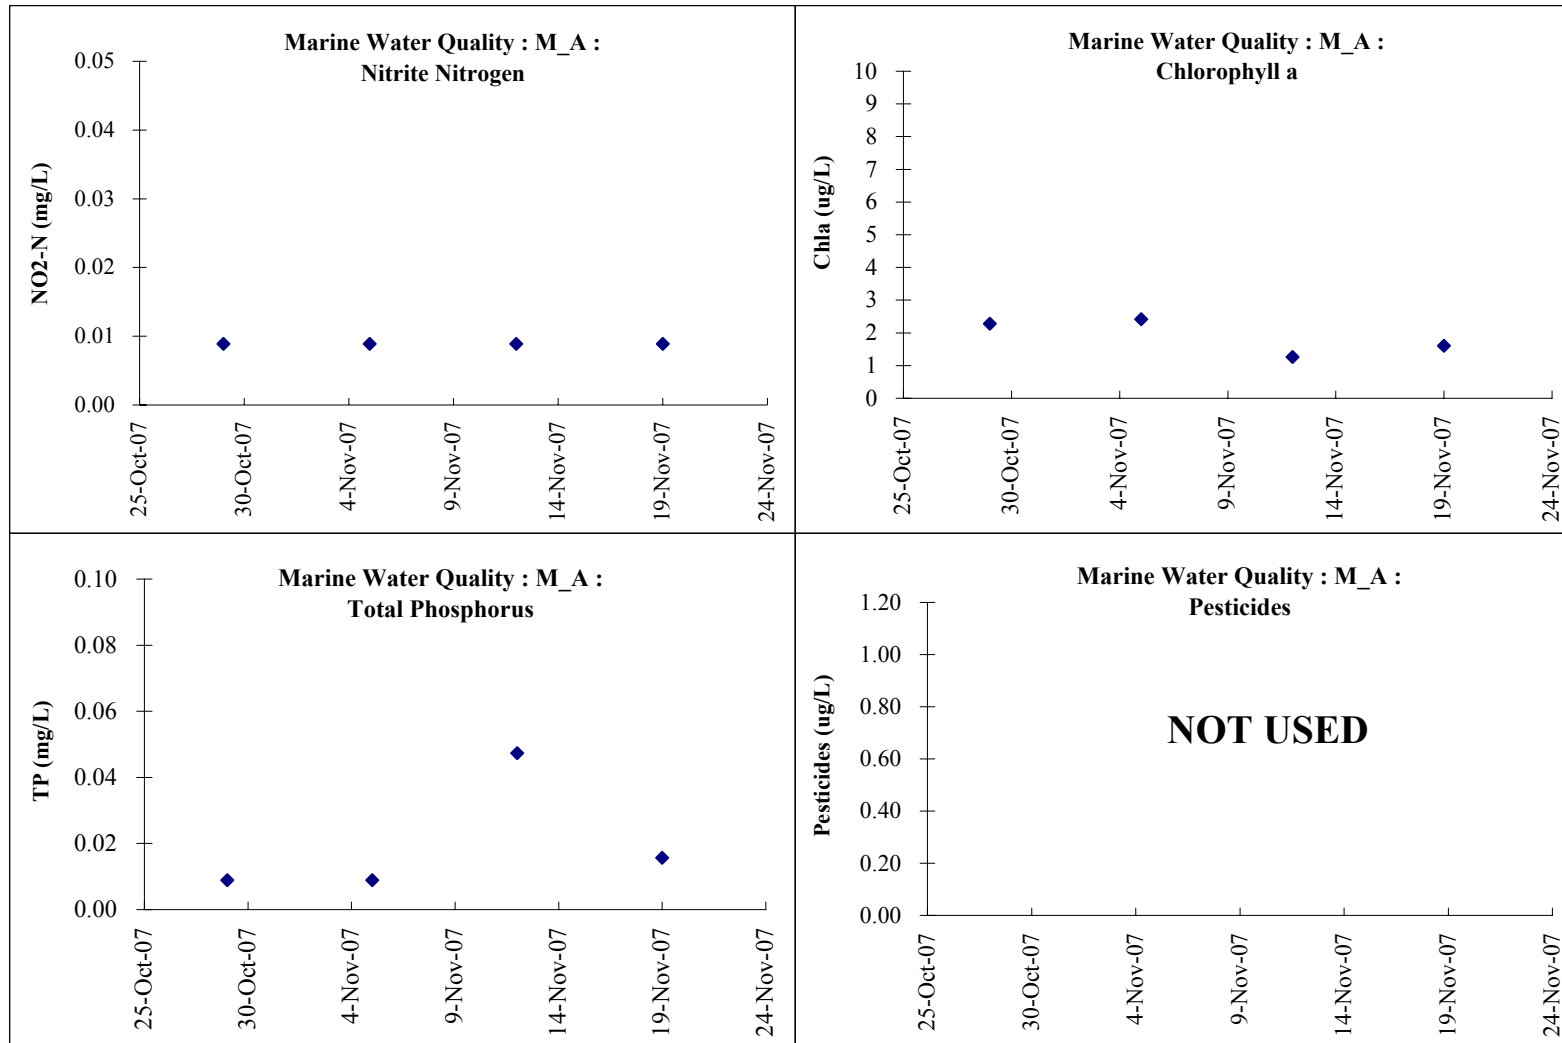 Marine Water Quality : M_A :
Nitrite Nitrogen
NO2-N (mg/L)
0.05
0.04
0.03
0.02
0.01
0.00
25-Oct-07
30-Oct-07
4-Nov-07
9-Nov-07
14-Nov-07
19-Nov-07
24-Nov-07
Marine Water Quality : M_A :
Chlorophyll a
Chla (ug/L)
10
9
8
7
6
5
4
3
2
1
0
25-Oct-07
30-Oct-07
4-Nov-07
9-Nov-07
14-Nov-07
19-Nov-07
24-Nov-07
Marine Water Quality : M_A :
Total Phosphorus
TP (mg/L)
0.10
0.08
0.06
0.04
0.02
0.00
25-Oct-07
30-Oct-07
4-Nov-07
9-Nov-07
14-Nov-07
19-Nov-07
24-Nov-07
Marine Water Quality : M_A :
Pesticides
Pesticides (ug/L)
1.20
1.00
0.80
0.60
0.40
0.20
0.00
NOT USED
25-Oct-07
30-Oct-07
4-Nov-07
9-Nov-07
14-Nov-07
19-Nov-07
24-Nov-07